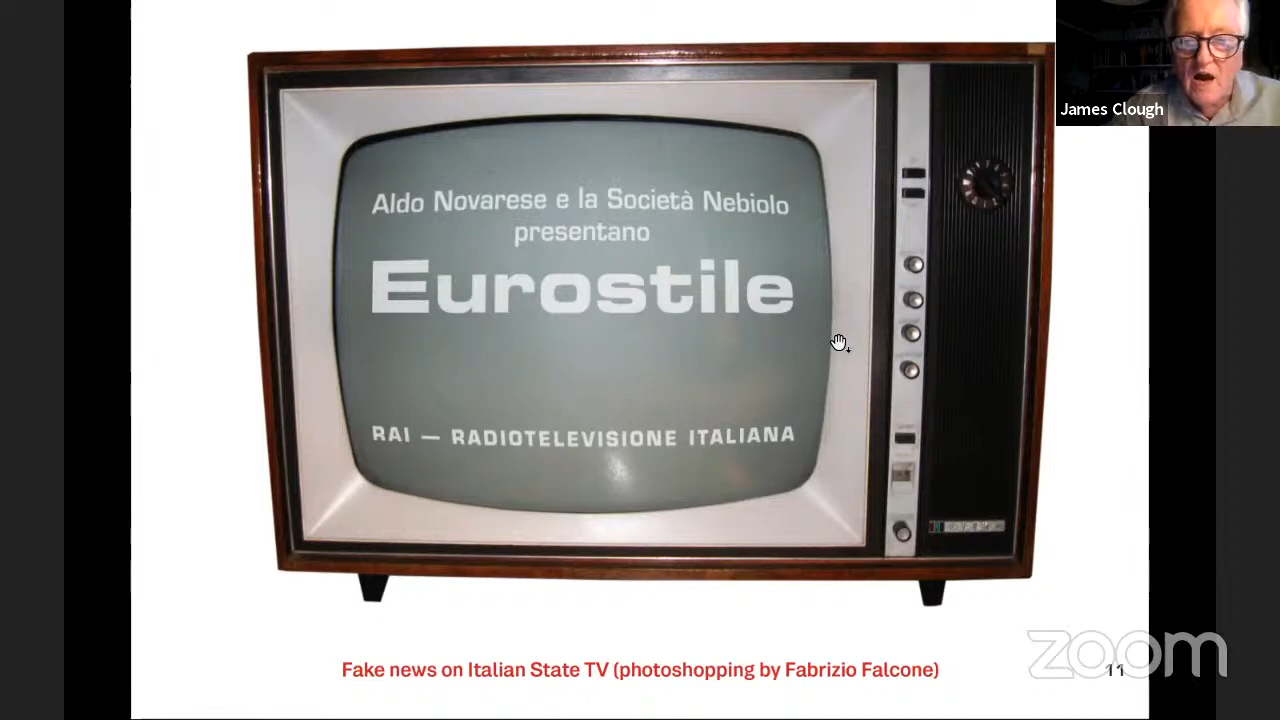 James Clough
Aldo Novarese e la Società Nebiolo
presentano
Eurostile
RAI — RADIOTELEVISIONE ITALIANA
Fake news on Italian State TV (photoshopping by Fabrizio Falcone)
11
zoom